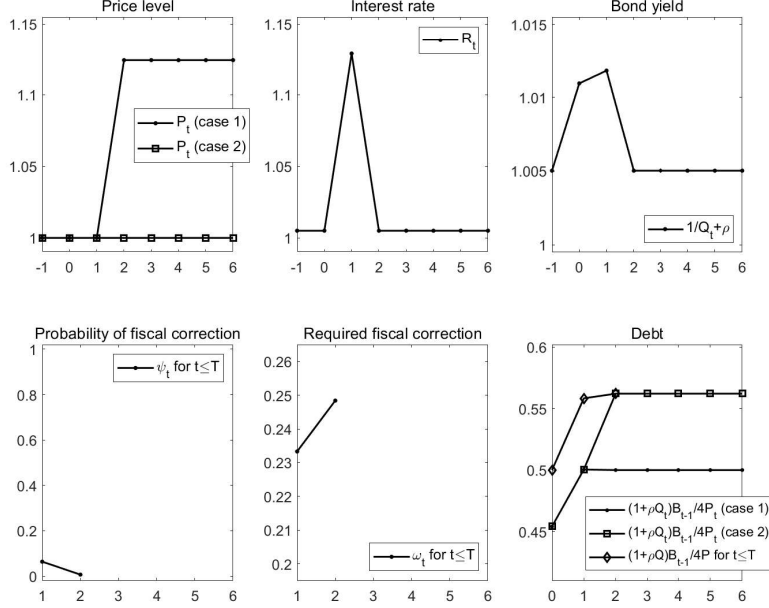 Price level
1.15
1.1
1.05
1
-1 0 1 2 3 4 5 6
P_t (case 1)
P_t (case 2)
Interest rate
1.15
1.1
1.05
1
-1 0 1 2 3 4 5 6
R_t
Bond yield
1.015
1.01
1.005
1
-1 0 1 2 3 4 5 6
1/Q_t+ρ
Probability of fiscal correction
1
0.8
0.6
0.4
0.2
0
1 2 3 4 5 6
ψ_t for t≤T
Required fiscal correction
0.26
0.25
0.24
0.23
0.22
0.21
0.2
1 2 3 4 5 6
ω_t for t≤T
Debt
0.6
0.55
0.5
0.45
0 1 2 3 4 5 6
(1+ρQ_t)B_{t-1}/4P_t (case 1)
(1+ρQ_t)B_{t-1}/4P_t (case 2)
(1+ρQ)B_{t-1}/4P for t≤T